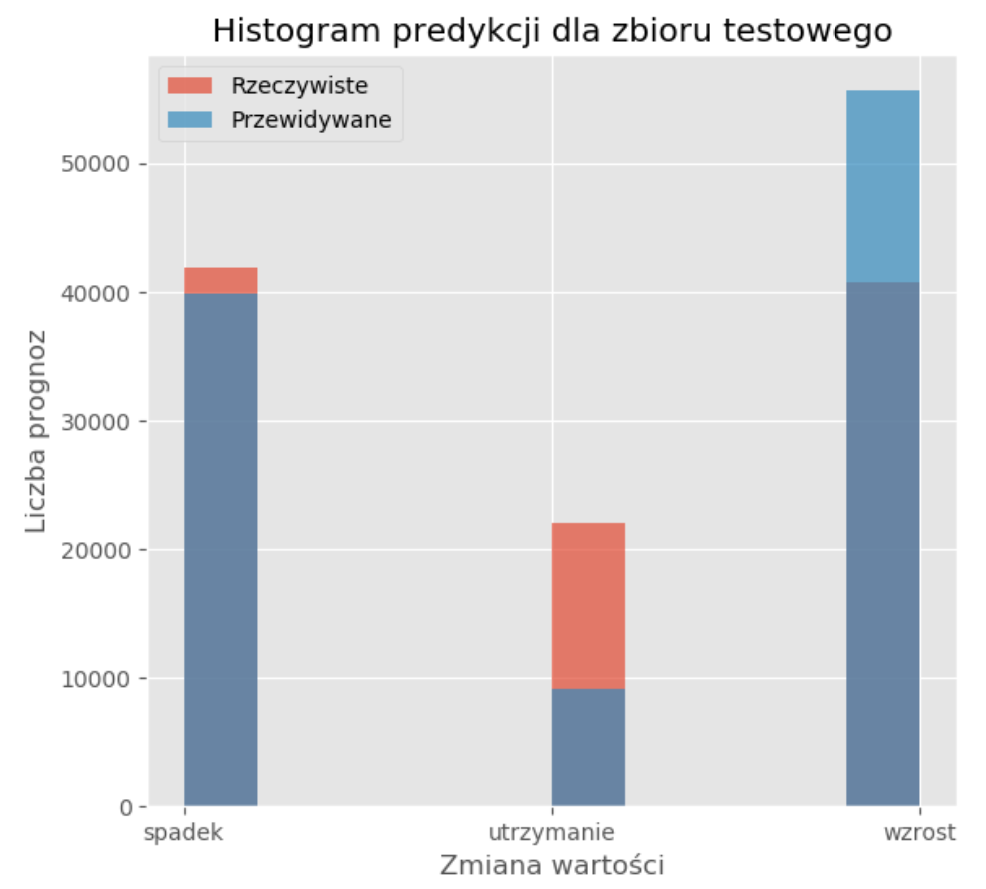 Histogram predykcji dla zbioru testowego
Rzeczywiste
Przewidywane
Liczba prognoz
50000
40000
30000
20000
10000
0
spadek
utrzymanie
wzrost
Zmiana wartości